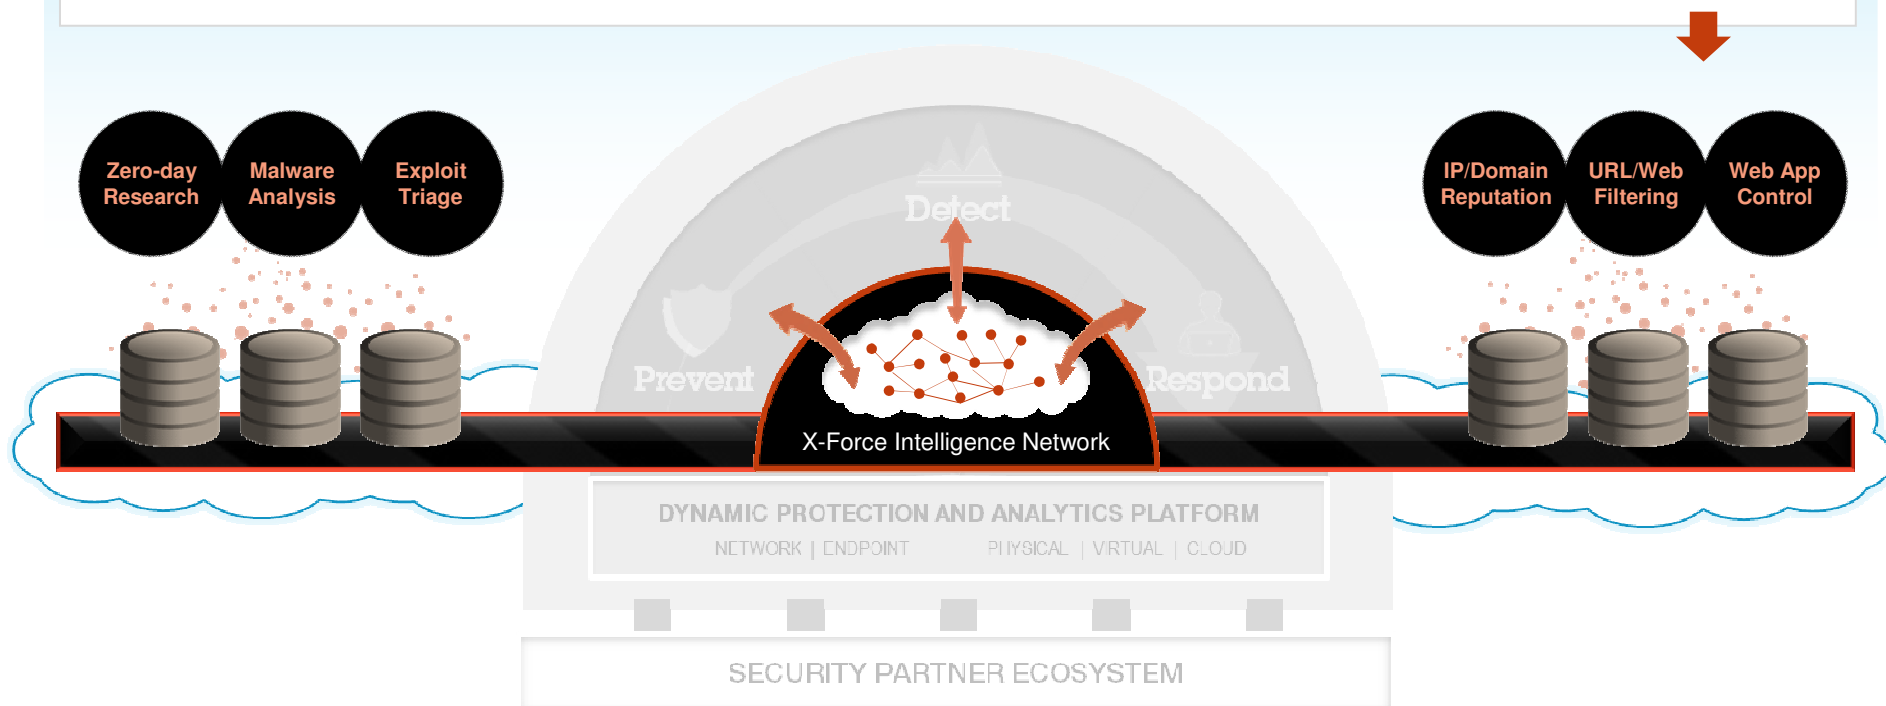 Zero-day
Research
Malware
Analysis
Exploit
Triage
IP/Domain
Reputation
URL/Web
Filtering
Web App
Control
Detect
Prevent
Respond
X-Force Intelligence Network
DYNAMIC PROTECTION AND ANALYTICS PLATFORM
NETWORK | ENDPOINT PHYSICAL | VIRTUAL | CLOUD
SECURITY PARTNER ECOSYSTEM